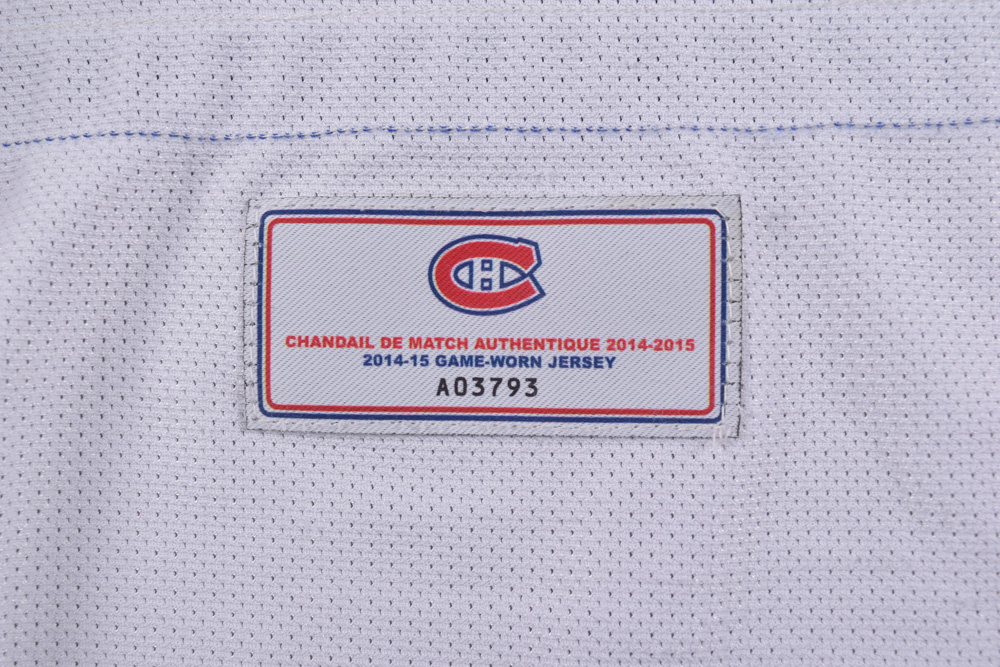 CHANDAIL DE MATCH AUTHENTIQUE 2014-2015
2014-15 GAME-WORN JERSEY
A03793